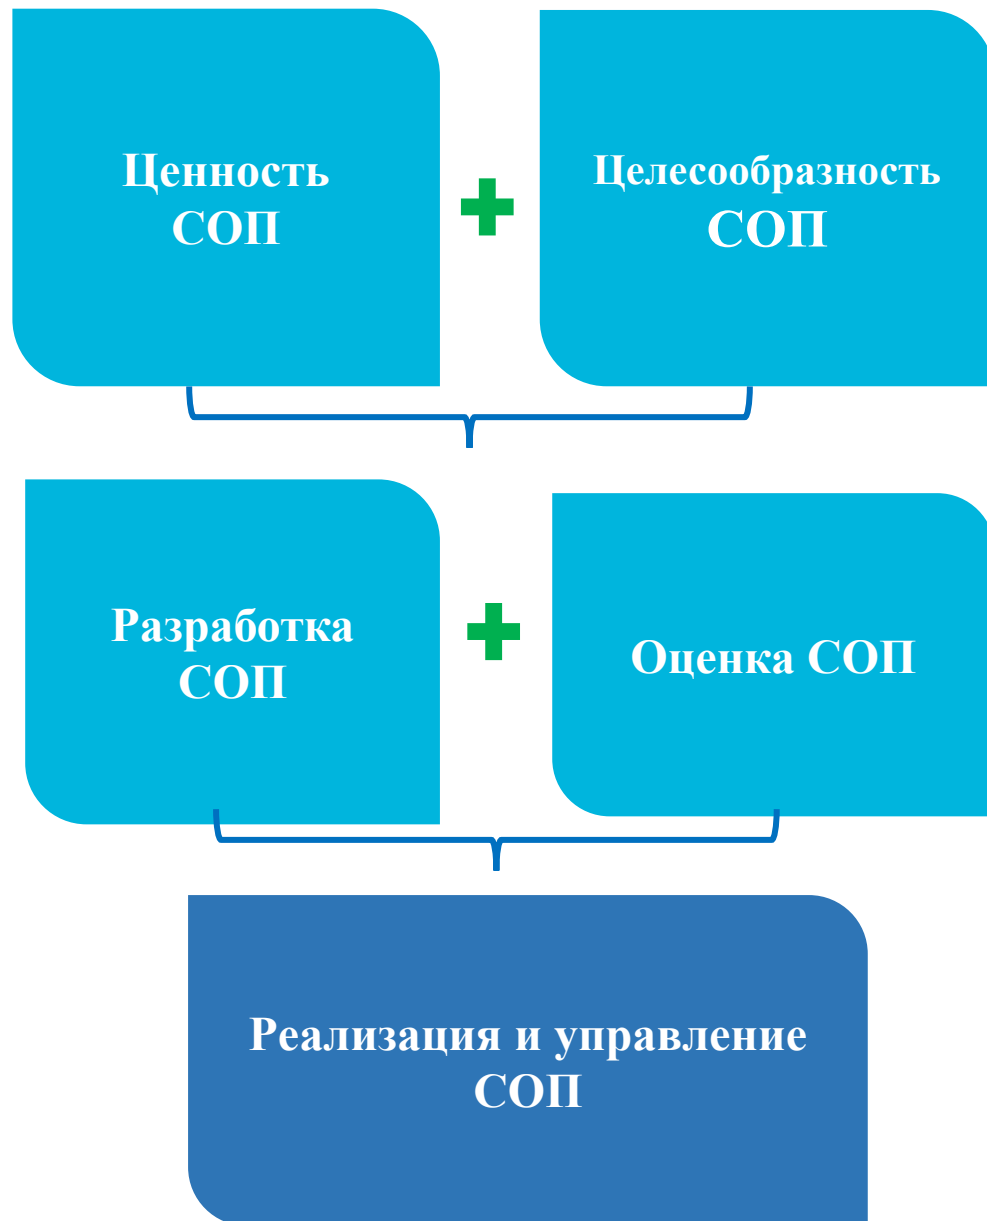 Ценность
СОП
Целесообразность
СОП
Разработка
СОП
Оценка СОП
Реализация и управление
СОП